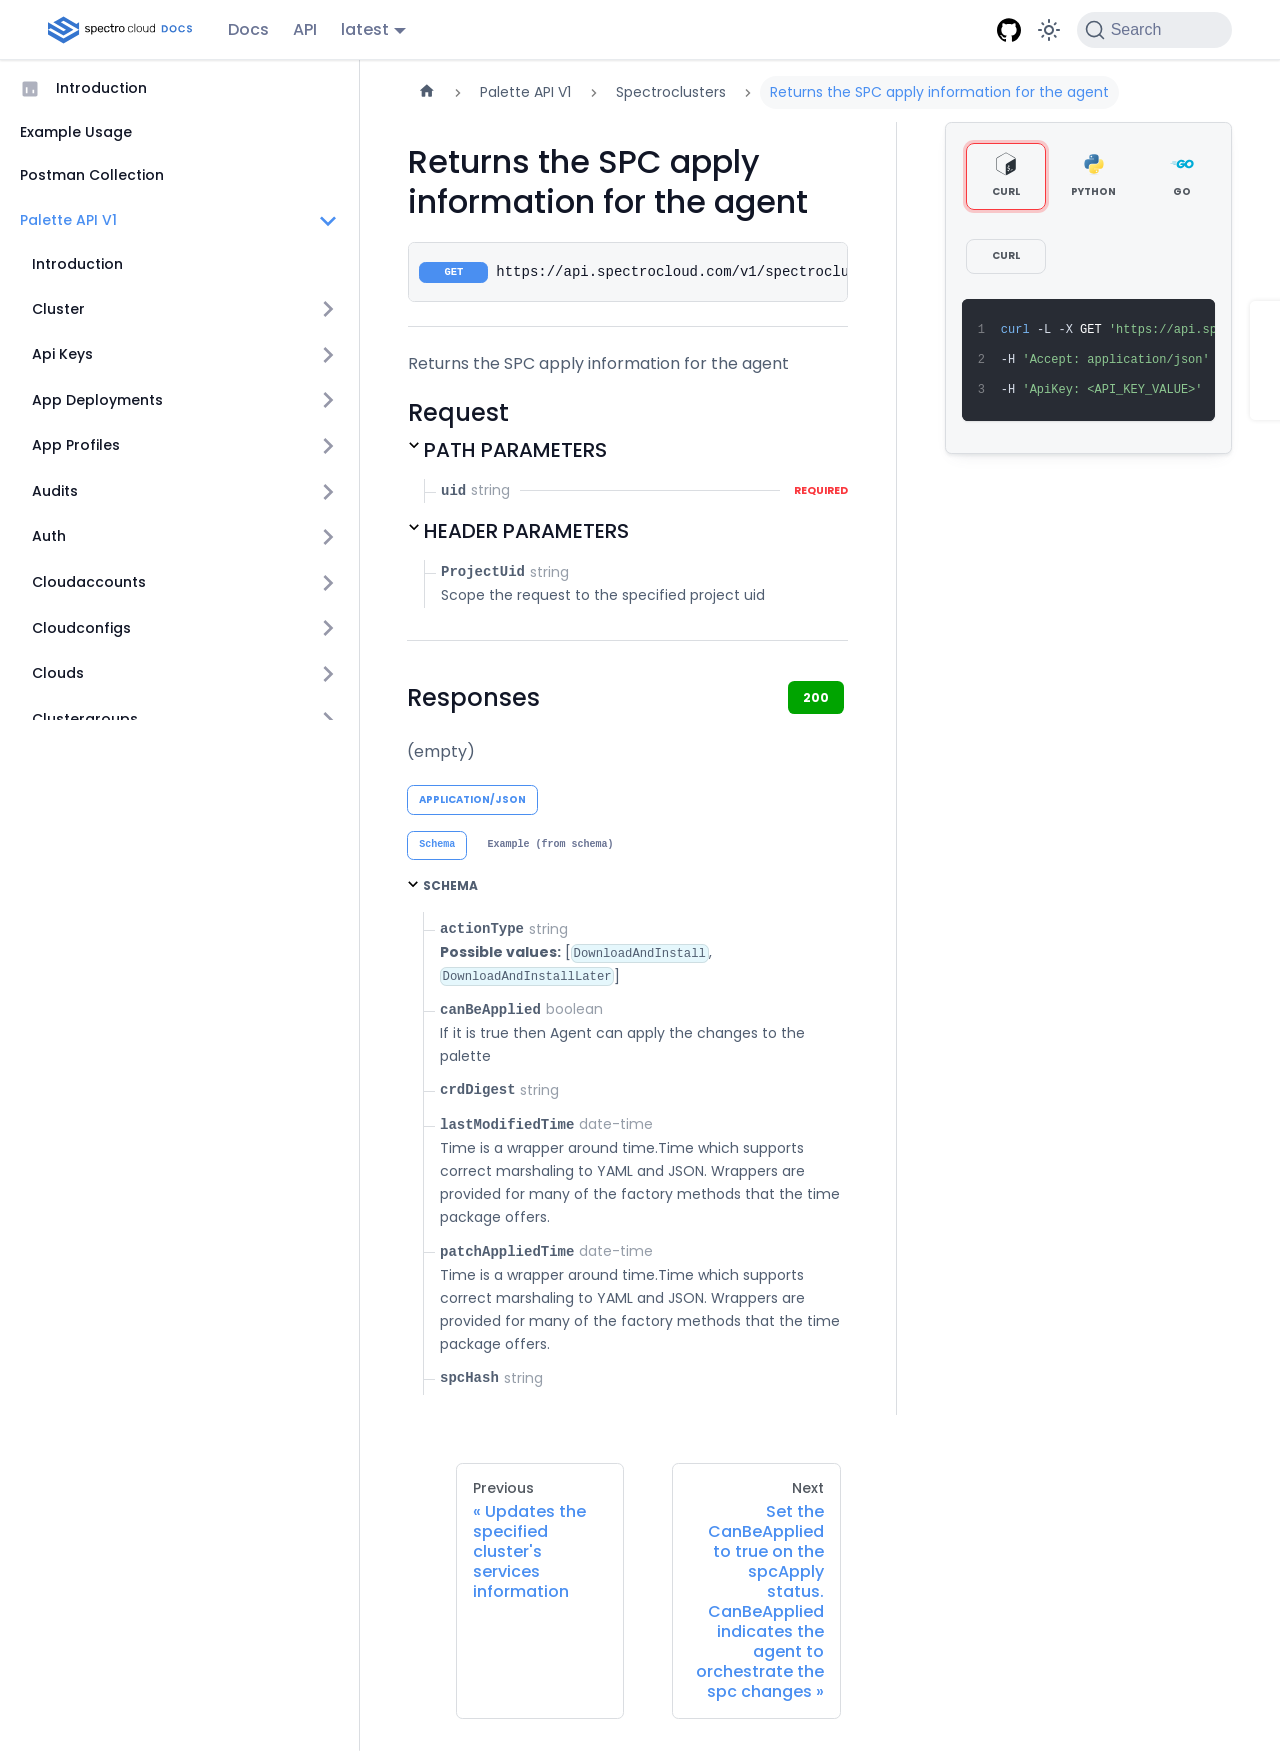 spectro cloud DOCS
Docs
API
latest
Search
Introduction
Example Usage
Postman Collection
Palette API V1
Introduction
Cluster
Api Keys
App Deployments
App Profiles
Audits
Auth
Cloudaccounts
Cloudconfigs
Clouds
Clustergroups
Palette API V1
Spectroclusters
Returns the SPC apply information for the agent
Returns the SPC apply
information for the agent
GET https://api.spectrocloud.com/v1/spectroclu
Returns the SPC apply information for the agent
Request
PATH PARAMETERS
uid string REQUIRED
HEADER PARAMETERS
ProjectUid string
Scope the request to the specified project uid
Responses
200
(empty)
APPLICATION/JSON
Schema
Example (from schema)
SCHEMA
actionType string
Possible values: [DownloadAndInstall,
DownloadAndInstallLater]
canBeApplied boolean
If it is true then Agent can apply the changes to the
palette
crdDigest string
lastModifiedTime date-time
Time is a wrapper around time.Time which supports
correct marshaling to YAML and JSON. Wrappers are
provided for many of the factory methods that the time
package offers.
patchAppliedTime date-time
Time is a wrapper around time.Time which supports
correct marshaling to YAML and JSON. Wrappers are
provided for many of the factory methods that the time
package offers.
spcHash string
CURL
PYTHON
GO
CURL
1 curl -L -X GET 'https://api.sp
2 -H 'Accept: application/json'
3 -H 'ApiKey: <API_KEY_VALUE>'
Previous
« Updates the
specified
cluster's
services
information
Next
Set the
CanBeApplied
to true on the
spcApply
status.
CanBeApplied
indicates the
agent to
orchestrate the
spc changes »